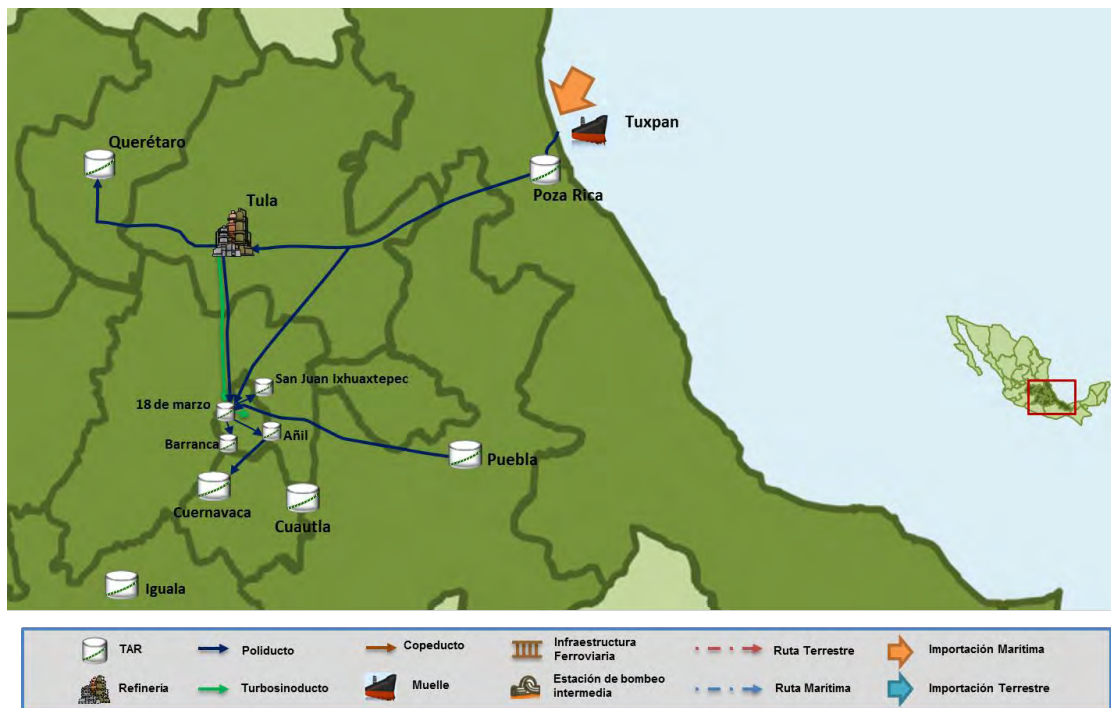 Tuxpan
Querétaro
Poza Rica
Tula
San Juan Ixhuaxtepec
18 de marzo
Añil
Barranca
Puebla
Cuernavaca
Cuautla
Iguala
TAR
Poliducto
Copeducto
Infraestructura
Ferroviaria
Ruta Terrestre
Importación Marítima
Refinería
Turbosinoducto
Muelle
Estación de bombeo
intermedia
Ruta Marítima
Importación Terrestre